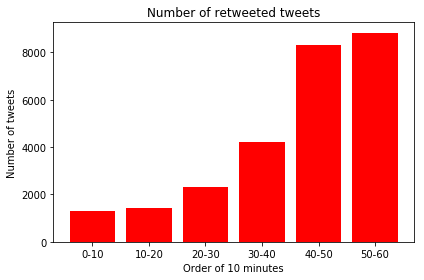 Number of retweeted tweets
Number of tweets
8000
6000
4000
2000
0
0-10 10-20 20-30 30-40 40-50 50-60
Order of 10 minutes